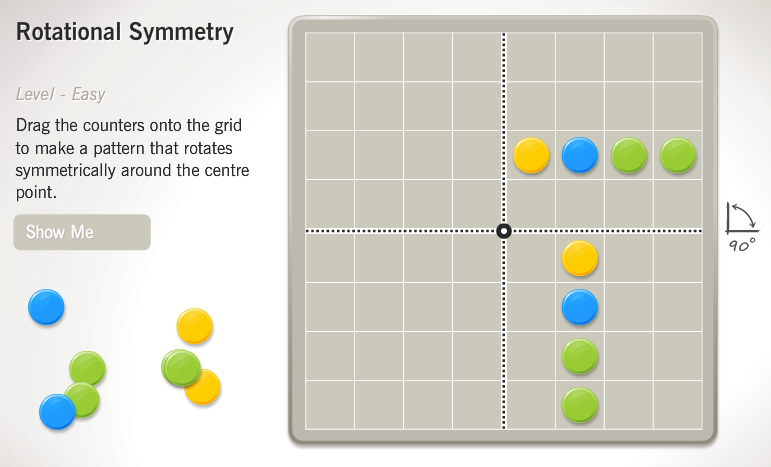 Rotational Symmetry
Level - Easy
Drag the counters onto the grid
to make a pattern that rotates
symmetrically around the centre
point.
Show Me
90°